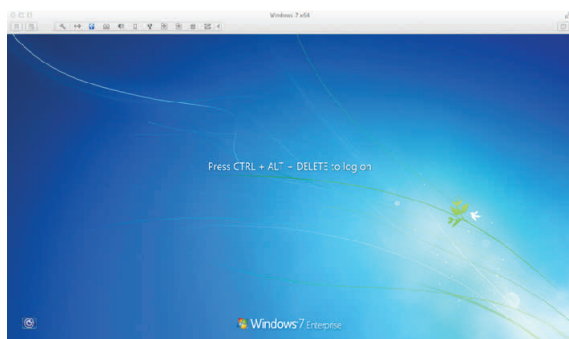 Windows 7 x64
Press CTRL + ALT + DELETE to log on
Windows 7 Enterprise